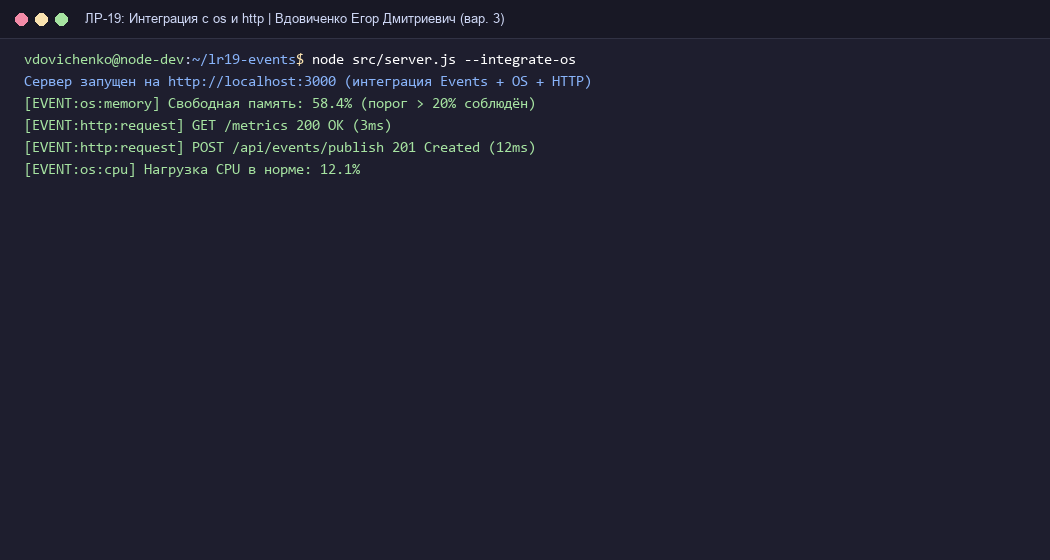 ЛР-19: Интеграция с os и http | Вдовиченко Егор Дмитриевич (вар. 3)
vdovichenko@node-dev:~/lr19-events$ node src/server.js --integrate-os
Сервер запущен на http://localhost:3000 (интеграция Events + OS + HTTP)
[EVENT:os:memory] Свободная память: 58.4% (порог > 20% соблюдён)
[EVENT:http:request] GET /metrics 200 OK (3ms)
[EVENT:http:request] POST /api/events/publish 201 Created (12ms)
[EVENT:os:cpu] Нагрузка CPU в норме: 12.1%